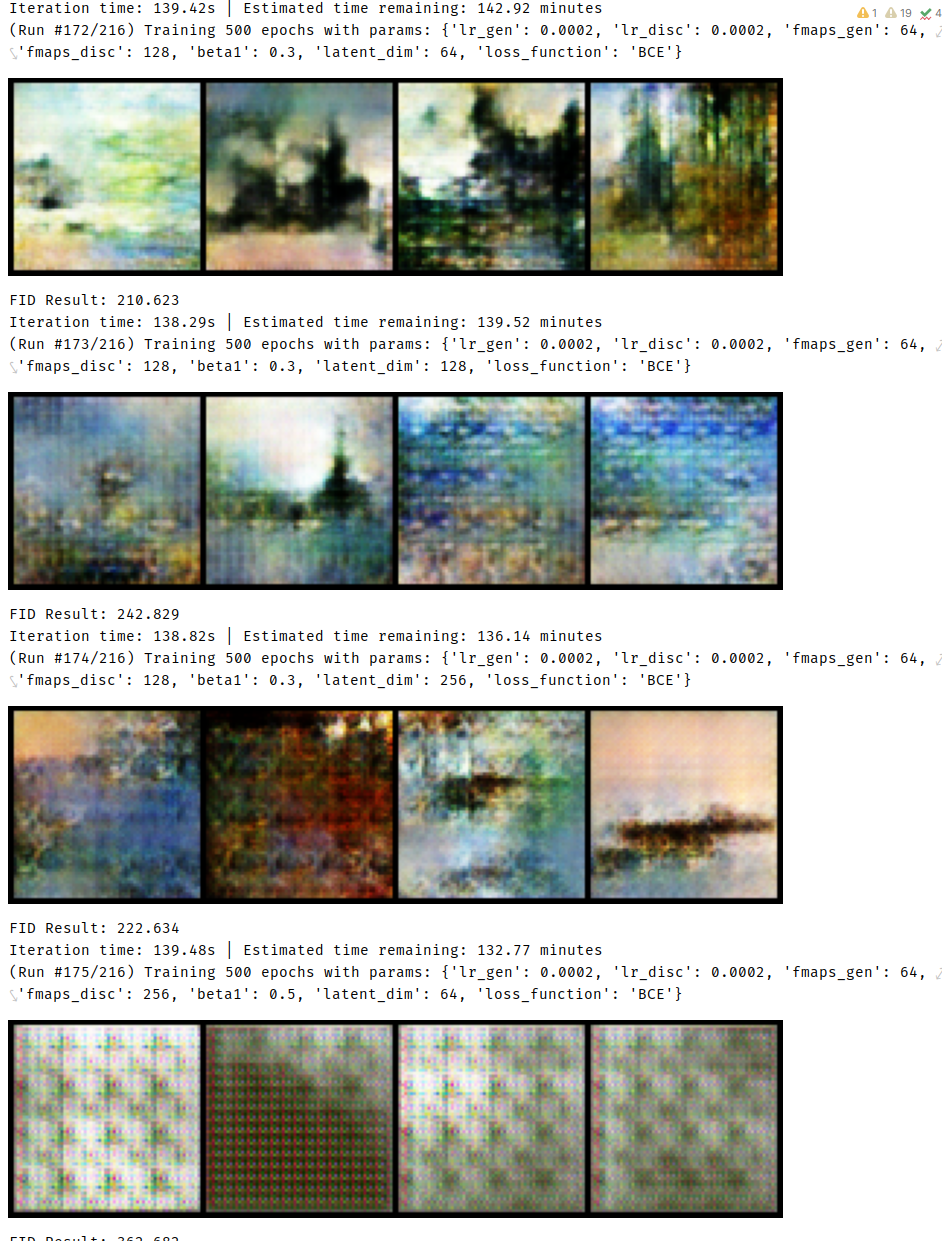 Iteration time: 139.42s | Estimated time remaining: 142.92 minutes
1 19 4
(Run #172/216) Training 500 epochs with params: {'lr_gen': 0.0002, 'lr_disc': 0.0002, 'fmaps_gen': 64,
'fmaps_disc': 128, 'beta1': 0.3, 'latent_dim': 64, 'loss_function': 'BCE'}
FID Result: 210.623
Iteration time: 138.29s | Estimated time remaining: 139.52 minutes
(Run #173/216) Training 500 epochs with params: {'lr_gen': 0.0002, 'lr_disc': 0.0002, 'fmaps_gen': 64,
'fmaps_disc': 128, 'beta1': 0.3, 'latent_dim': 128, 'loss_function': 'BCE'}
FID Result: 242.829
Iteration time: 138.82s | Estimated time remaining: 136.14 minutes
(Run #174/216) Training 500 epochs with params: {'lr_gen': 0.0002, 'lr_disc': 0.0002, 'fmaps_gen': 64,
'fmaps_disc': 128, 'beta1': 0.3, 'latent_dim': 256, 'loss_function': 'BCE'}
FID Result: 222.634
Iteration time: 139.48s | Estimated time remaining: 132.77 minutes
(Run #175/216) Training 500 epochs with params: {'lr_gen': 0.0002, 'lr_disc': 0.0002, 'fmaps_gen': 64,
'fmaps_disc': 256, 'beta1': 0.5, 'latent_dim': 64, 'loss_function': 'BCE'}
FID Result: